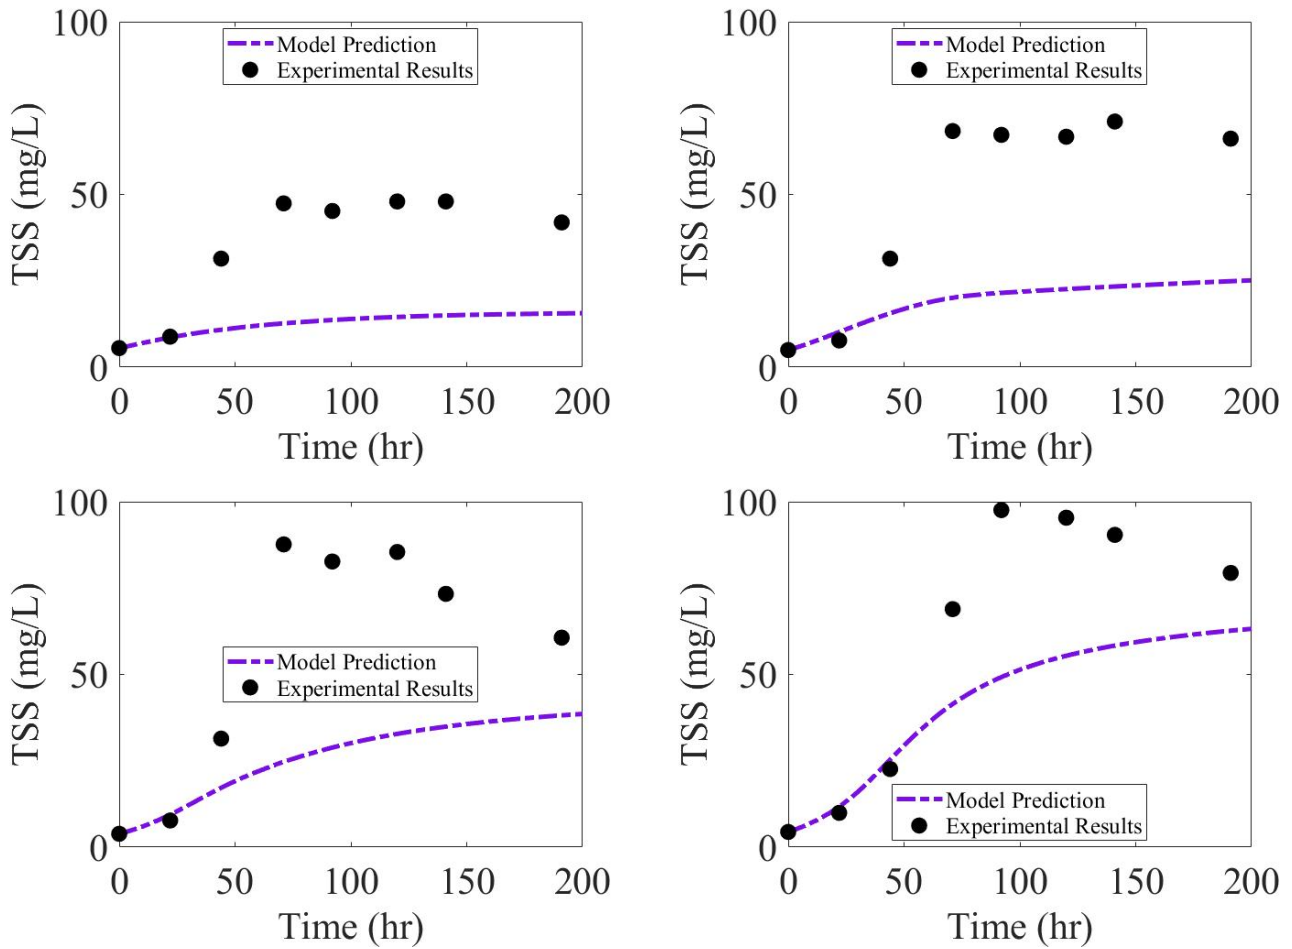 100
50
0
TSS (mg/L)
Model Prediction
Experimental Results
0 50 100 150 200
Time (hr)
100
50
0
TSS (mg/L)
Model Prediction
Experimental Results
0 50 100 150 200
Time (hr)
100
50
0
TSS (mg/L)
Model Prediction
Experimental Results
0 50 100 150 200
Time (hr)
100
50
0
TSS (mg/L)
Model Prediction
Experimental Results
0 50 100 150 200
Time (hr)